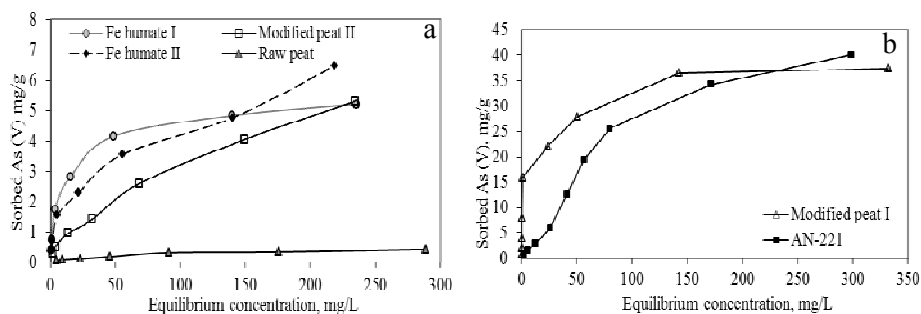 a
Fe humate I
Modified peat II
Fe humate II
Raw peat
Sorbed As (V) mg/g
8
7
6
5
4
3
2
1
0
0 50 100 150 200 250 300
Equilibrium concentration, mg/L
b
Sorbed As (V). mg/g
45
40
35
30
25
20
15
10
5
0
Modified peat I
AN-221
0 50 100 150 200 250 300 350
Equilibrium concentration, mg/L